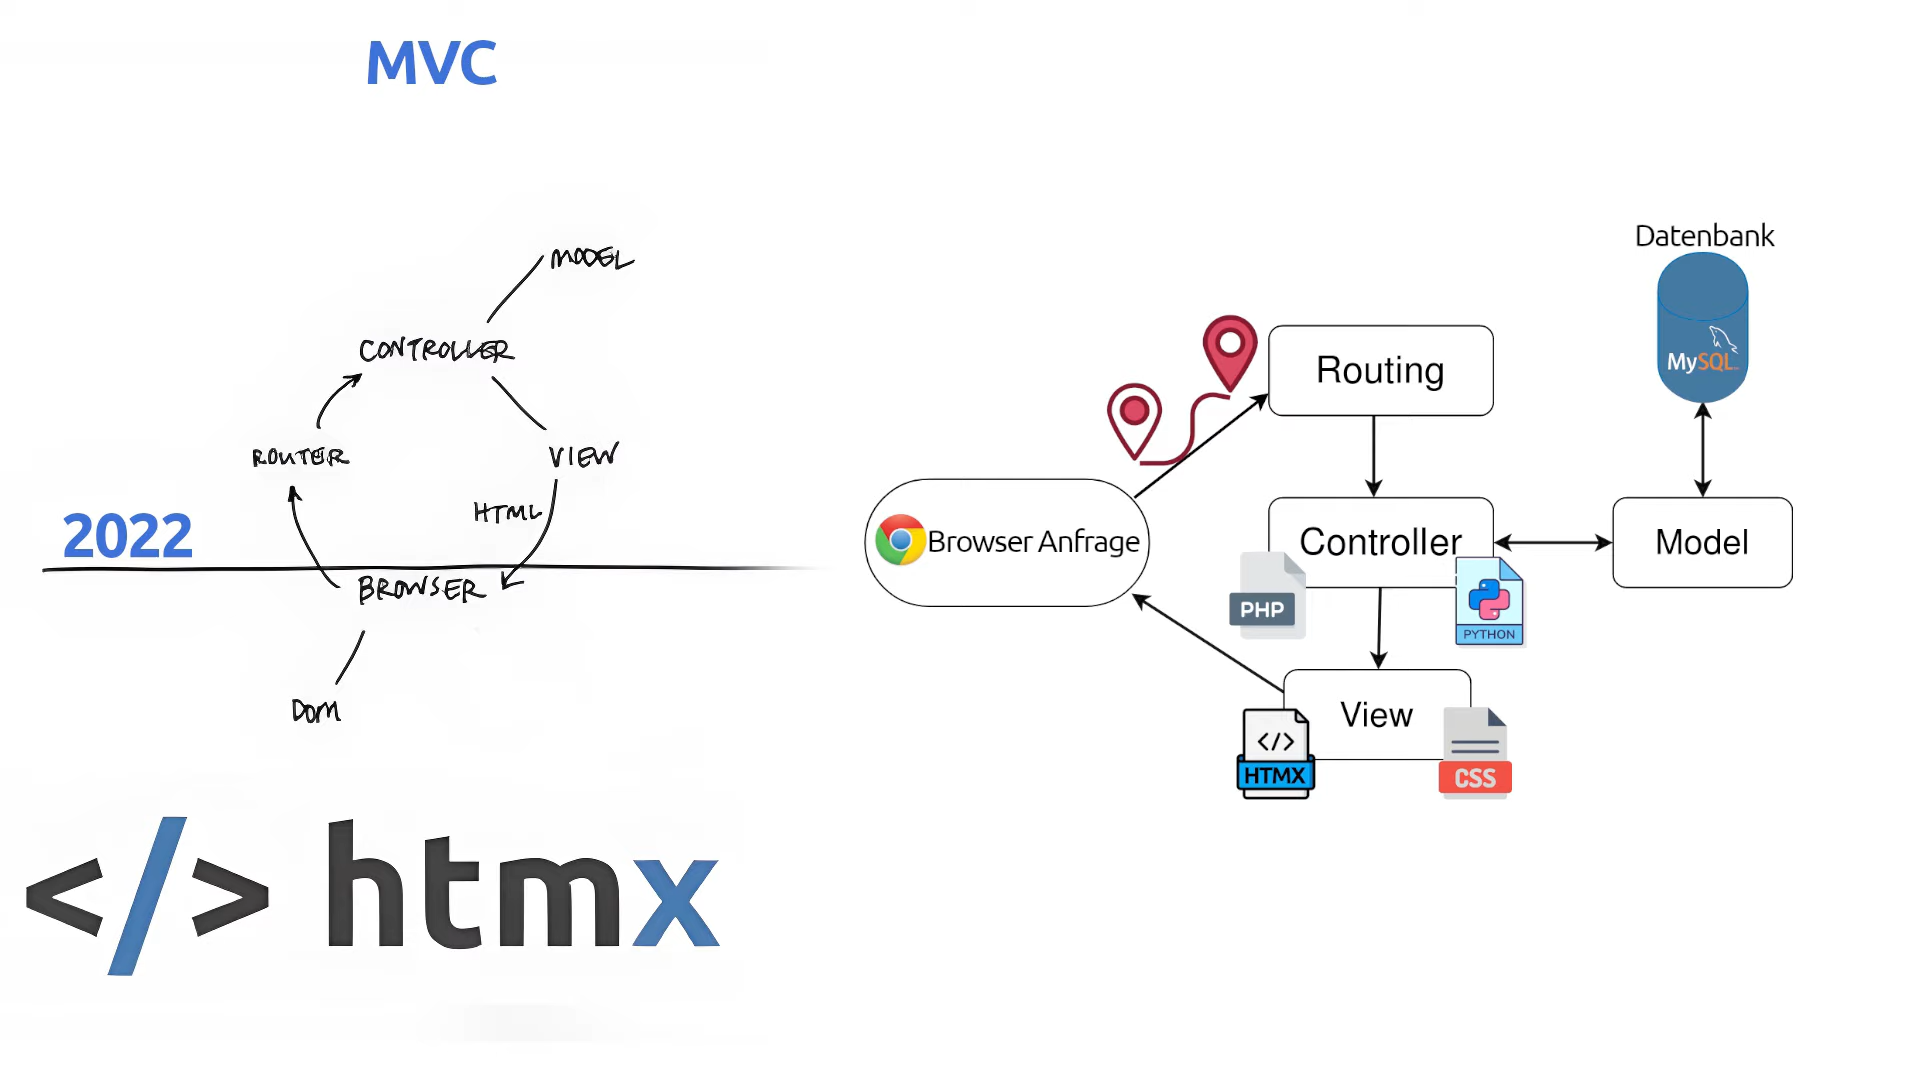 MVC
MODEL
CONTROLLER
ROUTER
VIEW
HTML
2022
BROWSER
DOM
</> htmx
Datenbank
MySQL
Routing
Browser Anfrage
Controller
Model
PHP
PYTHON
View
</>
HTMX
CSS